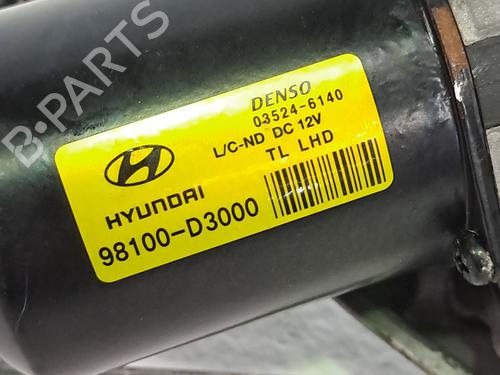 B-PARTS
DENSO
03524-6140
L/C-ND DC 12V
TL LHD
HYUNDAI
98100-D3000